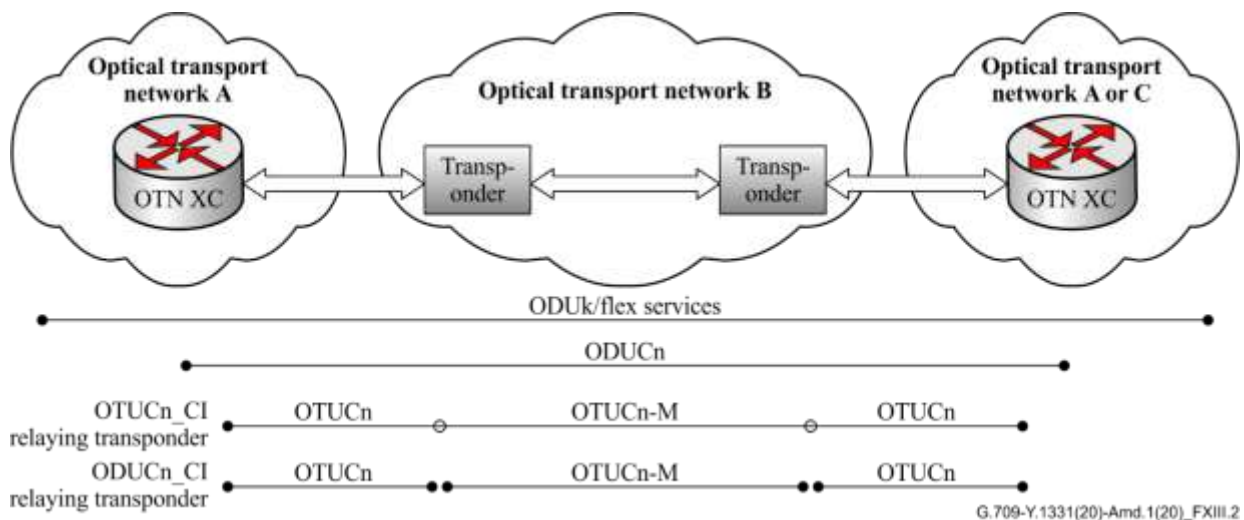 Optical transport
network A
Optical transport network B
Optical transport
network A or C
OTN XC
Transp-
onder
Transp-
onder
OTN XC
ODUk/flex services
ODUCn
OTUCn_CI
relaying transponder
OTUCn
OTUCn-M
OTUCn
ODUCn_CI
relaying transponder
OTUCn
OTUCn-M
OTUCn
G.709-Y.1331(20)-Amd.1(20)_FXIII.2